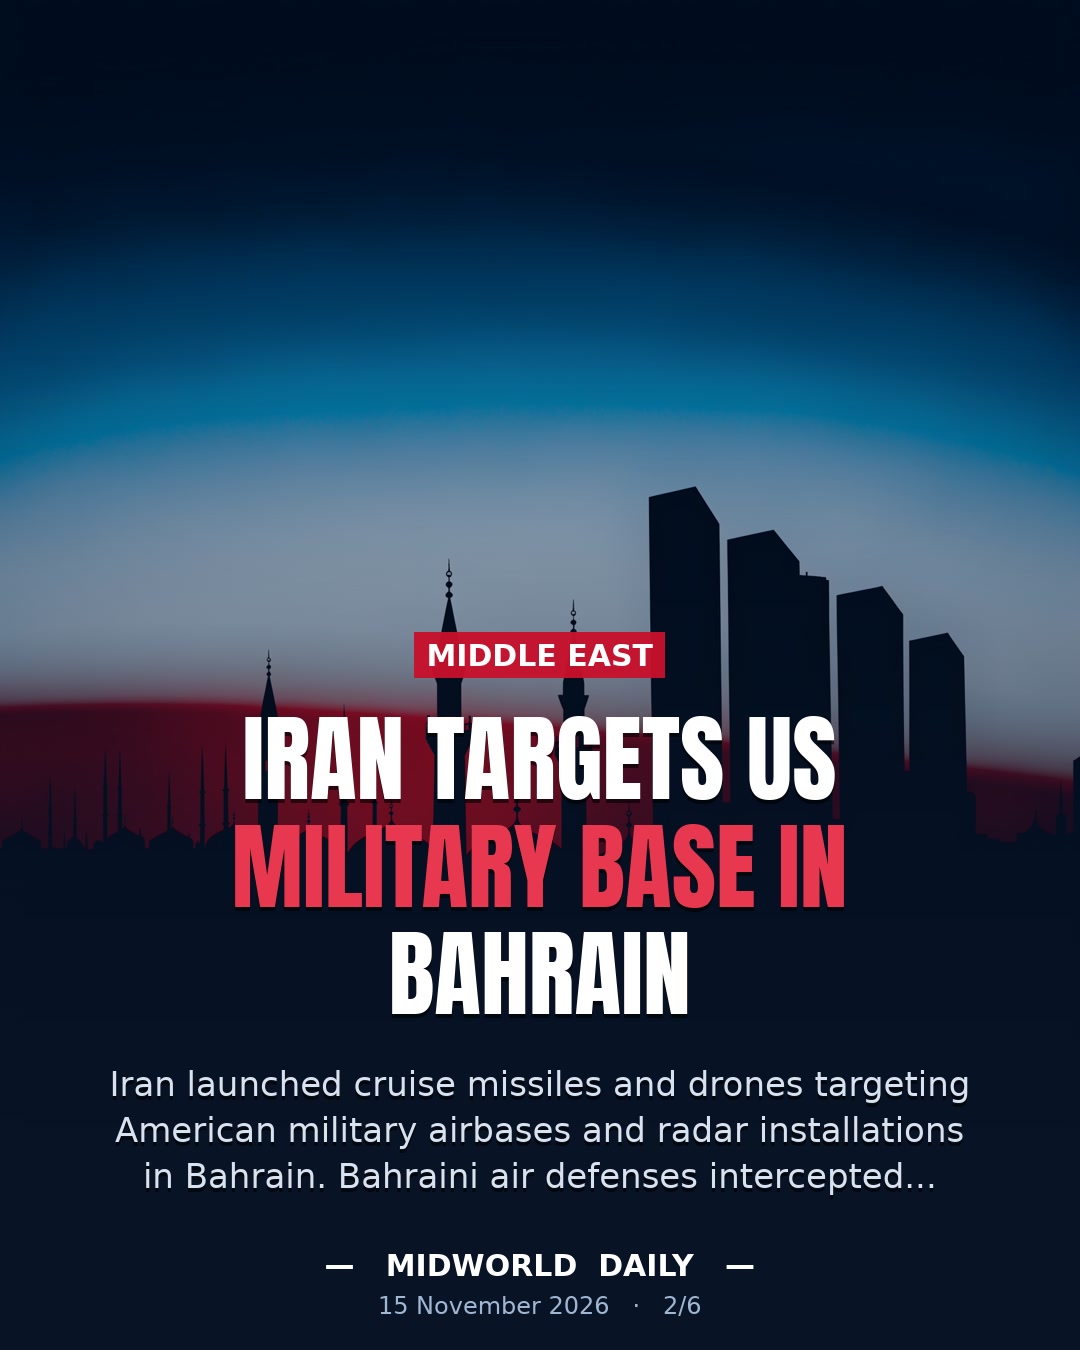 MIDDLE EAST
IRAN TARGETS US
MILITARY BASE IN
BAHRAIN
Iran launched cruise missiles and drones targeting
American military airbases and radar installations
in Bahrain. Bahraini air defenses intercepted...
— MIDWORLD DAILY —
15 November 2026 · 2/6